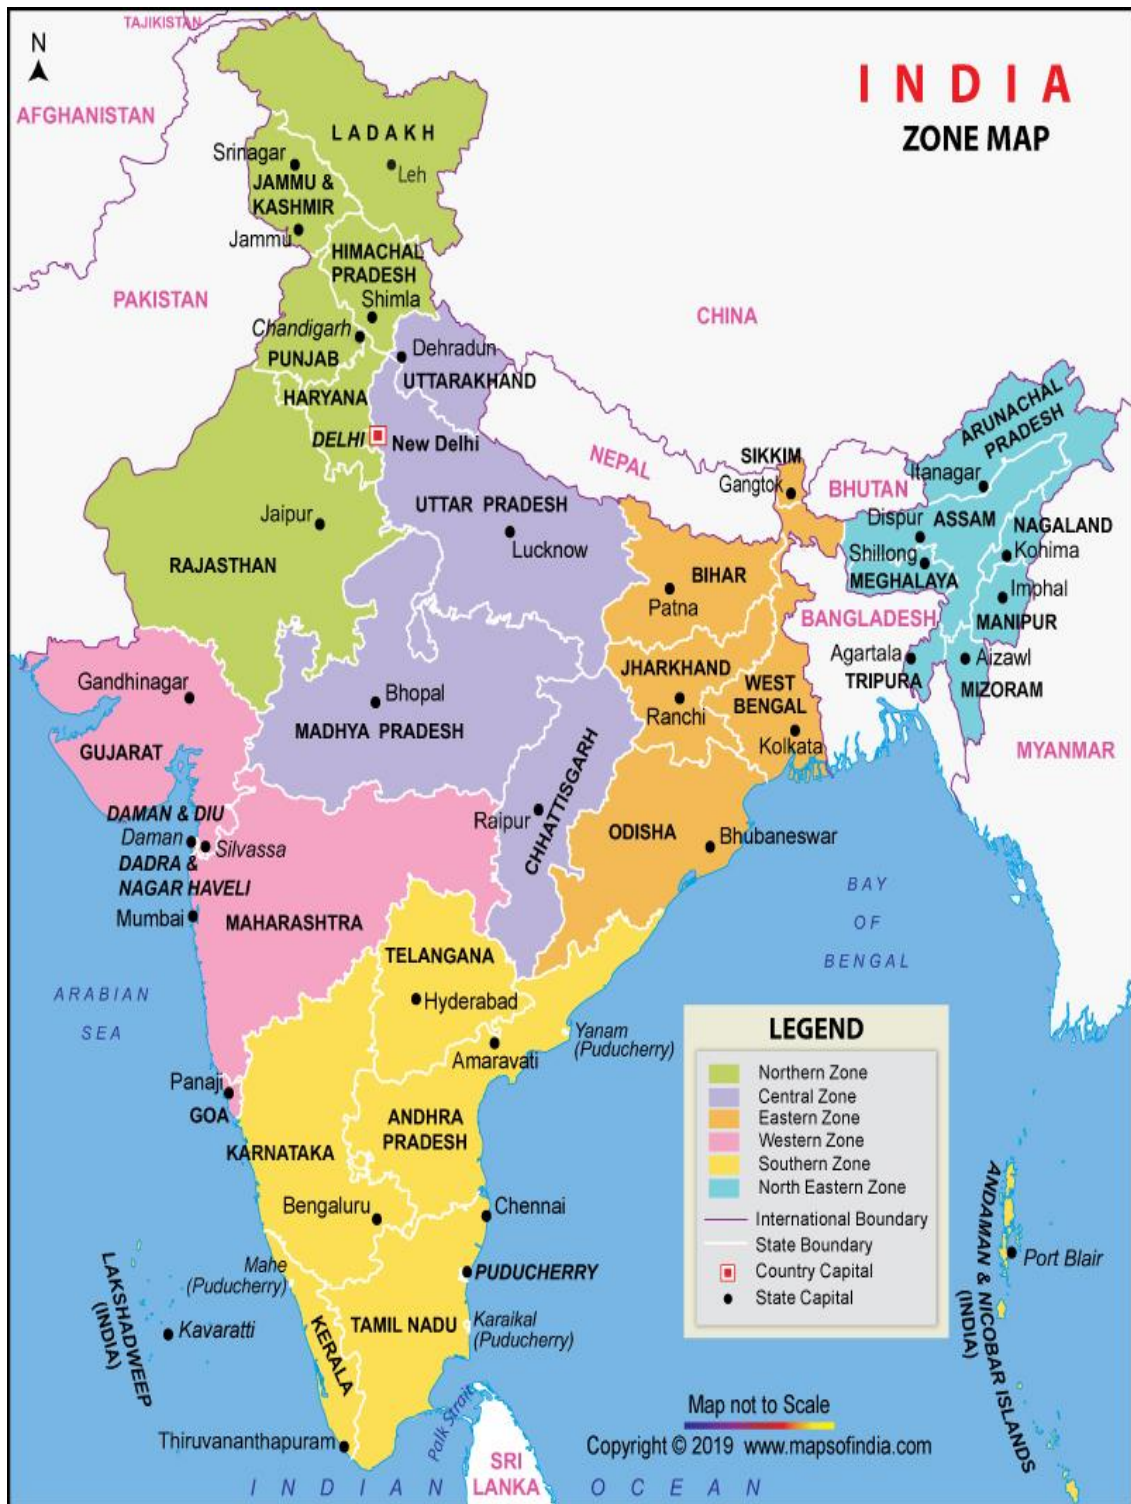 TAJIKISTAN
N
AFGHANISTAN
INDIA
ZONE MAP
LADAKH
Srinagar
Leh
JAMMU &
KASHMIR
Jammu
HIMACHAL
PRADESH
PAKISTAN
Shimla
CHINA
Chandigarh
PUNJAB
Dehradun
UTTARAKHAND
HARYANA
DELHI
New Delhi
NEPAL
SIKKIM
Gangtok
BHUTAN
ARUNACHAL
PRADESH
Itanagar
UTTAR PRADESH
Lucknow
Jaipur
RAJASTHAN
Dispur
ASSAM
NAGALAND
Shillong
Kohima
MEGHALAYA
BIHAR
Patna
Imphal
MANIPUR
BANGLADESH
Agartala
TRIPURA
Aizawl
MIZORAM
JHARKHAND
Ranchi
WEST
BENGAL
Kolkata
MYANMAR
Gandhinagar
GUJARAT
Bhopal
MADHYA PRADESH
CHHATTISGARH
Raipur
ODISHA
Bhubaneswar
DAMAN & DIU
Daman
Silvassa
DADRA &
NAGAR HAVELI
Mumbai
MAHARASHTRA
BAY
OF
BENGAL
TELANGANA
Hyderabad
ARABIAN
SEA
Yanam
(Puducherry)
Amaravati
Panaji
GOA
ANDHRA
PRADESH
KARNATAKA
Bengaluru
Chennai
Mahe
(Puducherry)
PUDUCHERRY
Karaikal
(Puducherry)
LAKSHADWEEP
(INDIA)
Kavaratti
KERALA
TAMIL NADU
Thiruvananthapuram
Palk Strait
SRI
LANKA
INDIAN OCEAN
LEGEND
Northern Zone
Central Zone
Eastern Zone
Western Zone
Southern Zone
North Eastern Zone
International Boundary
State Boundary
Country Capital
State Capital
ANDAMAN & NICOBAR ISLANDS
(INDIA)
Port Blair
Map not to Scale
Copyright © 2019 www.mapsofindia.com